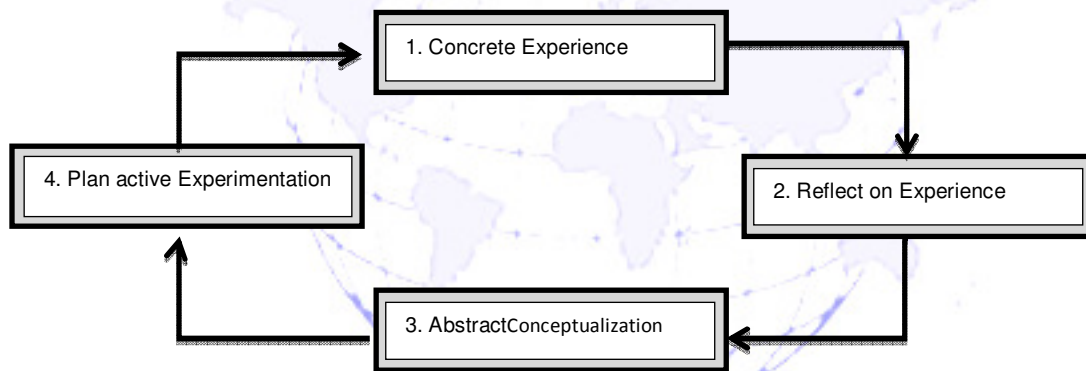 1. Concrete Experience
2. Reflect on Experience
3. AbstractConceptualization
4. Plan active Experimentation